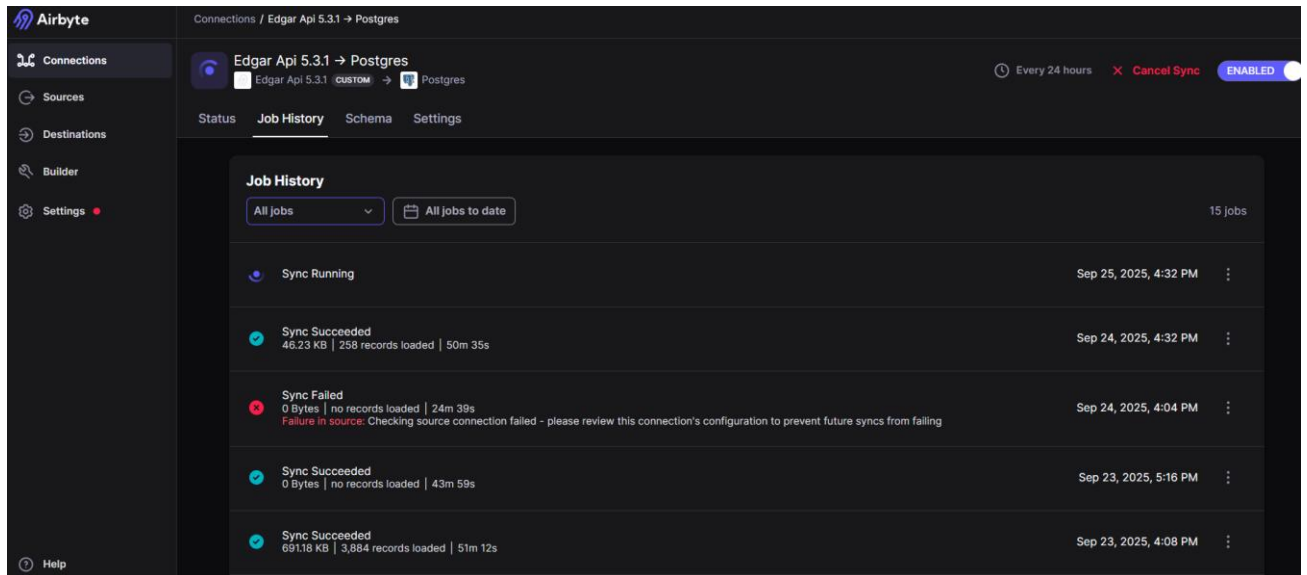 Airbyte
Connections / Edgar Api 5.3.1 → Postgres
Connections
Sources
Destinations
Builder
Settings
Help
Edgar Api 5.3.1 → Postgres
Edgar Api 5.3.1 CUSTOM → Postgres
Every 24 hours
Cancel Sync
ENABLED
Status Job History Schema Settings
Job History
All jobs
All jobs to date
15 jobs
Sync Running
Sep 25, 2025, 4:32 PM
Sync Succeeded
46.23 KB | 258 records loaded | 50m 35s
Sep 24, 2025, 4:32 PM
Sync Failed
0 Bytes | no records loaded | 24m 39s
Failure in source: Checking source connection failed - please review this connection's configuration to prevent future syncs from failing
Sep 24, 2025, 4:04 PM
Sync Succeeded
0 Bytes | no records loaded | 43m 59s
Sep 23, 2025, 5:16 PM
Sync Succeeded
691.18 KB | 3,884 records loaded | 51m 12s
Sep 23, 2025, 4:08 PM